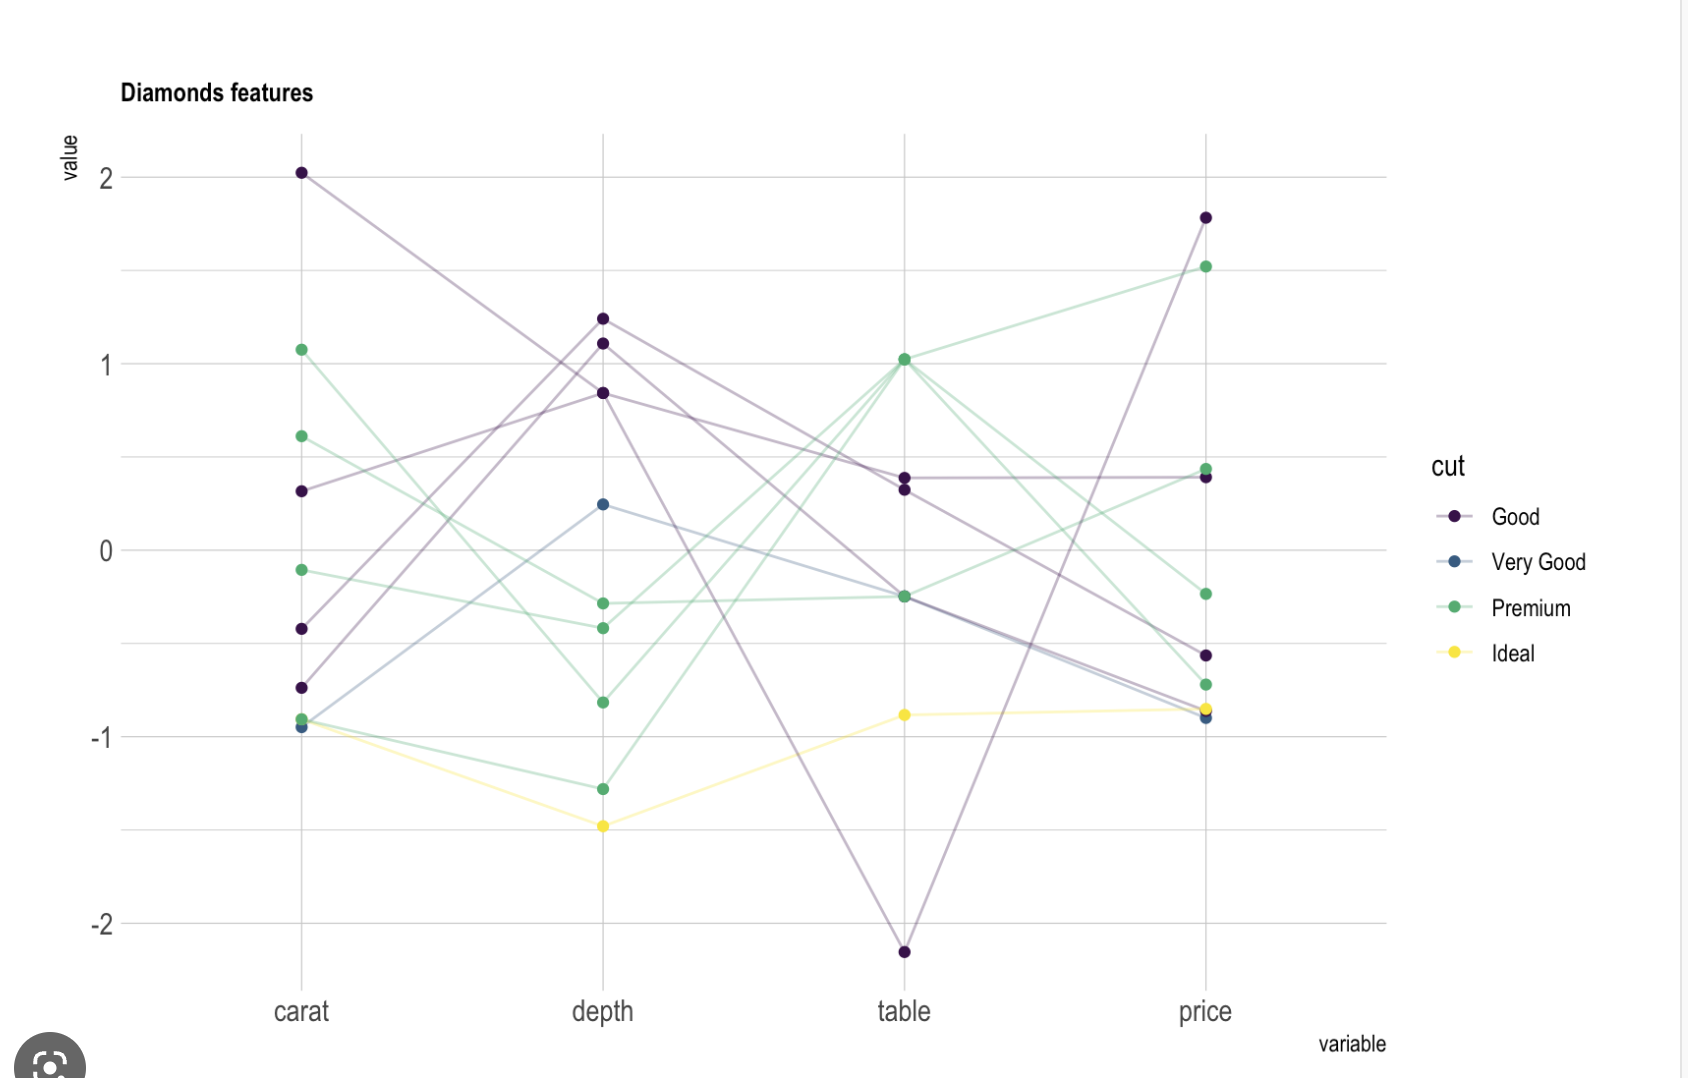 Diamonds features
value
2
1
0
-1
-2
carat depth table price
variable
cut
Good
Very Good
Premium
Ideal